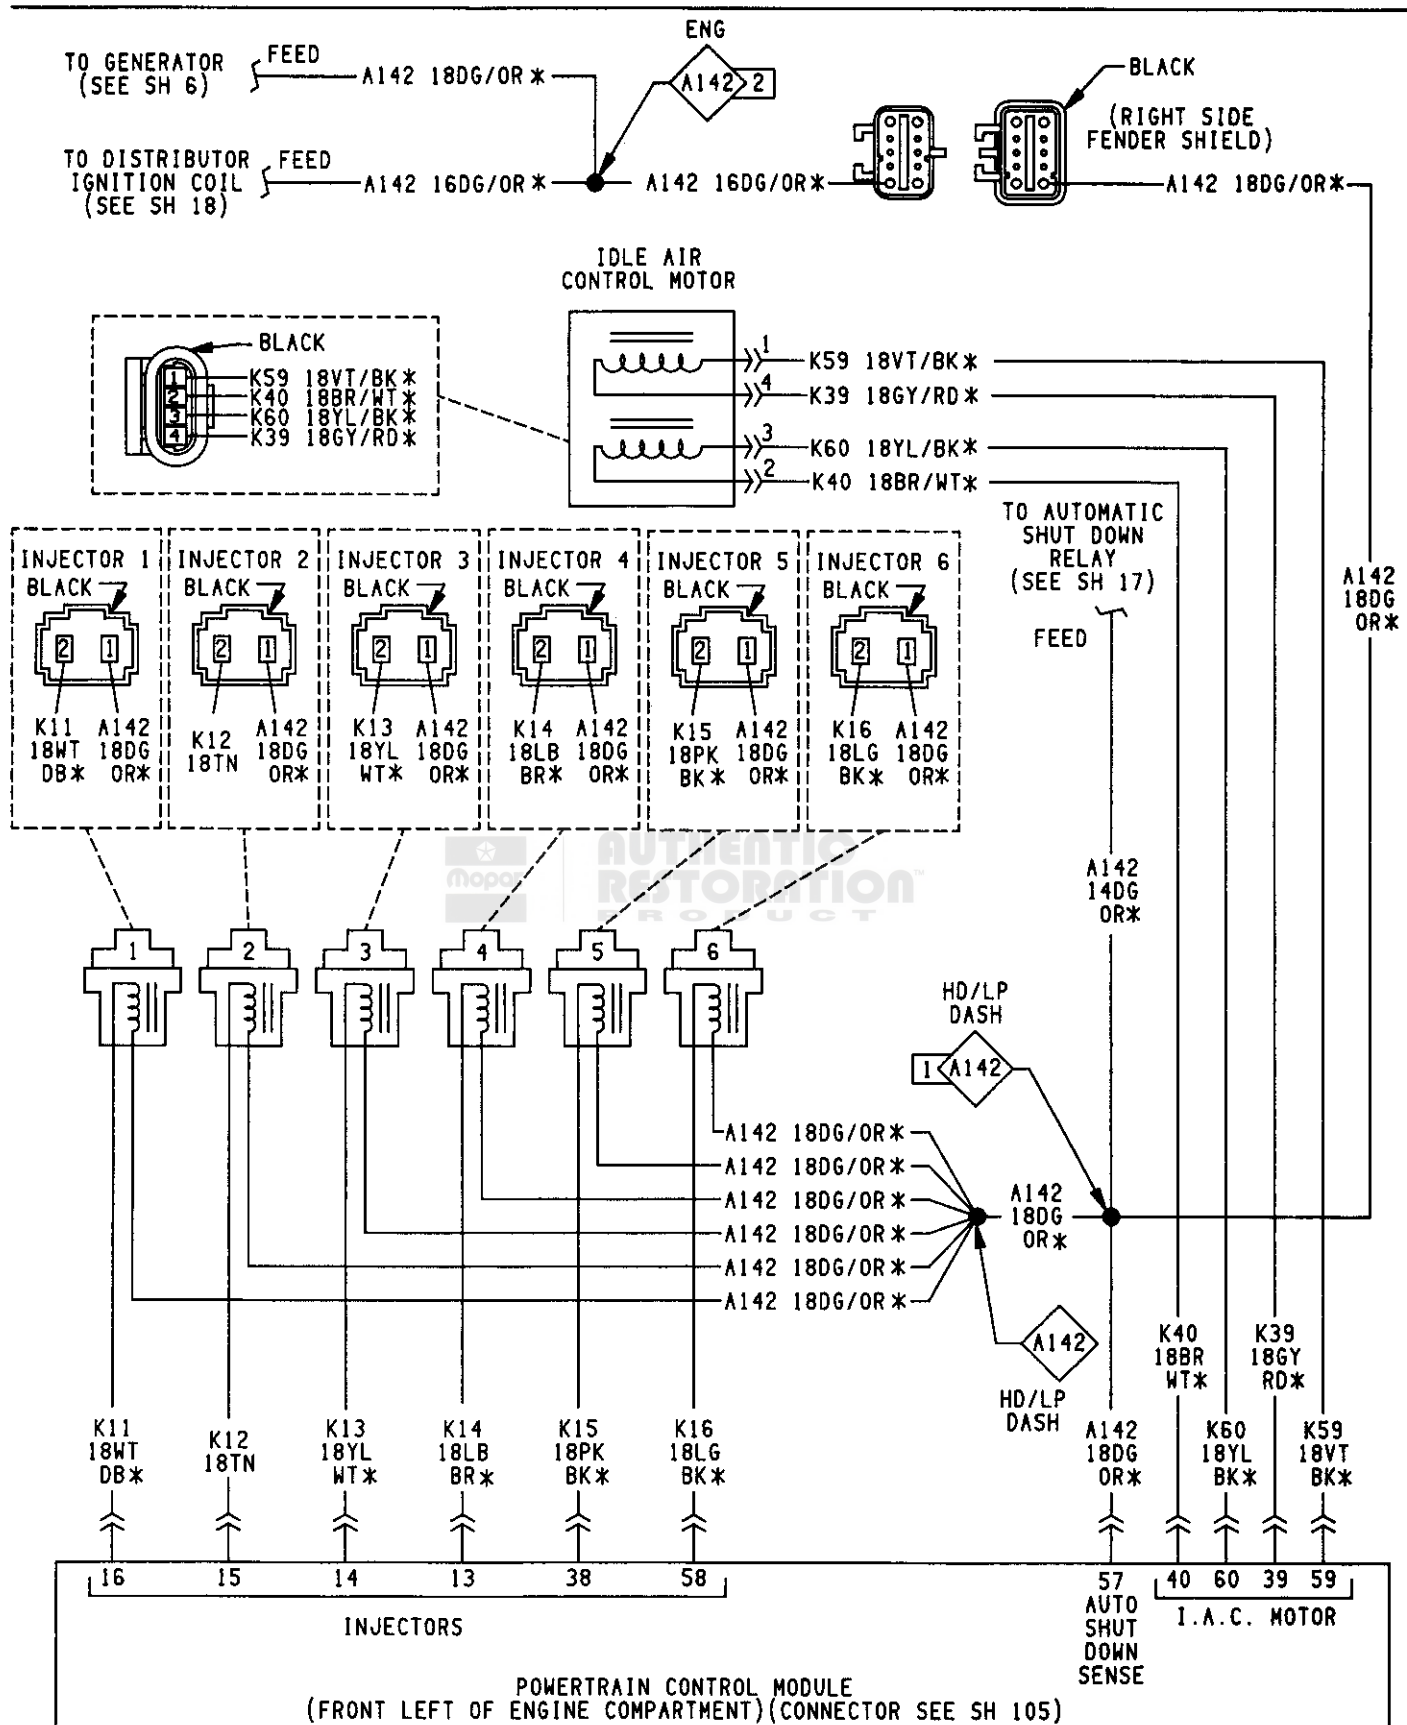 ENG
TO GENERATOR
(SEE SH 6)
FEED
A142 18DG/OR*
A142 2
BLACK
(RIGHT SIDE
FENDER SHIELD)
TO DISTRIBUTOR
IGNITION COIL
(SEE SH 18)
FEED
A142 16DG/OR*
A142 16DG/OR*
A142 18DG/OR*
IDLE AIR
CONTROL MOTOR
BLACK
1 K59 18VT/BK*
2 K40 18BR/WT*
3 K60 18YL/BK*
4 K39 18GY/RD*
1 K59 18VT/BK*
4 K39 18GY/RD*
3 K60 18YL/BK*
2 K40 18BR/WT*
TO AUTOMATIC
SHUT DOWN
RELAY
(SEE SH 17)
FEED
A142
18DG
OR*
INJECTOR 1
BLACK
2 1
K11
18WT
DB*
A142
18DG
OR*
INJECTOR 2
BLACK
2 1
K12
18TN
A142
18DG
OR*
INJECTOR 3
BLACK
2 1
K13
18YL
WT*
A142
18DG
OR*
INJECTOR 4
BLACK
2 1
K14
18LB
BR*
A142
18DG
OR*
INJECTOR 5
BLACK
2 1
K15
18PK
BK*
A142
18DG
OR*
INJECTOR 6
BLACK
2 1
K16
18LG
BK*
A142
18DG
OR*
Mopar
AUTHENTIC
RESTORATION™
PRODUCT
A142
14DG
OR*
1 2 3 4 5 6
HD/LP
DASH
1 A142
A142 18DG/OR*
A142 18DG/OR*
A142 18DG/OR*
A142 18DG/OR*
A142 18DG/OR*
A142 18DG/OR*
A142
18DG
OR*
A142
HD/LP
DASH
K11
18WT
DB*
K12
18TN
K13
18YL
WT*
K14
18LB
BR*
K15
18PK
BK*
K16
18LG
BK*
A142
18DG
OR*
K40
18BR
WT*
K60
18YL
BK*
K39
18GY
RD*
K59
18VT
BK*
16 15 14 13 38 58 57 40 60 39 59
INJECTORS
AUTO
SHUT
DOWN
SENSE
I.A.C. MOTOR
POWERTRAIN CONTROL MODULE
(FRONT LEFT OF ENGINE COMPARTMENT)(CONNECTOR SEE SH 105)